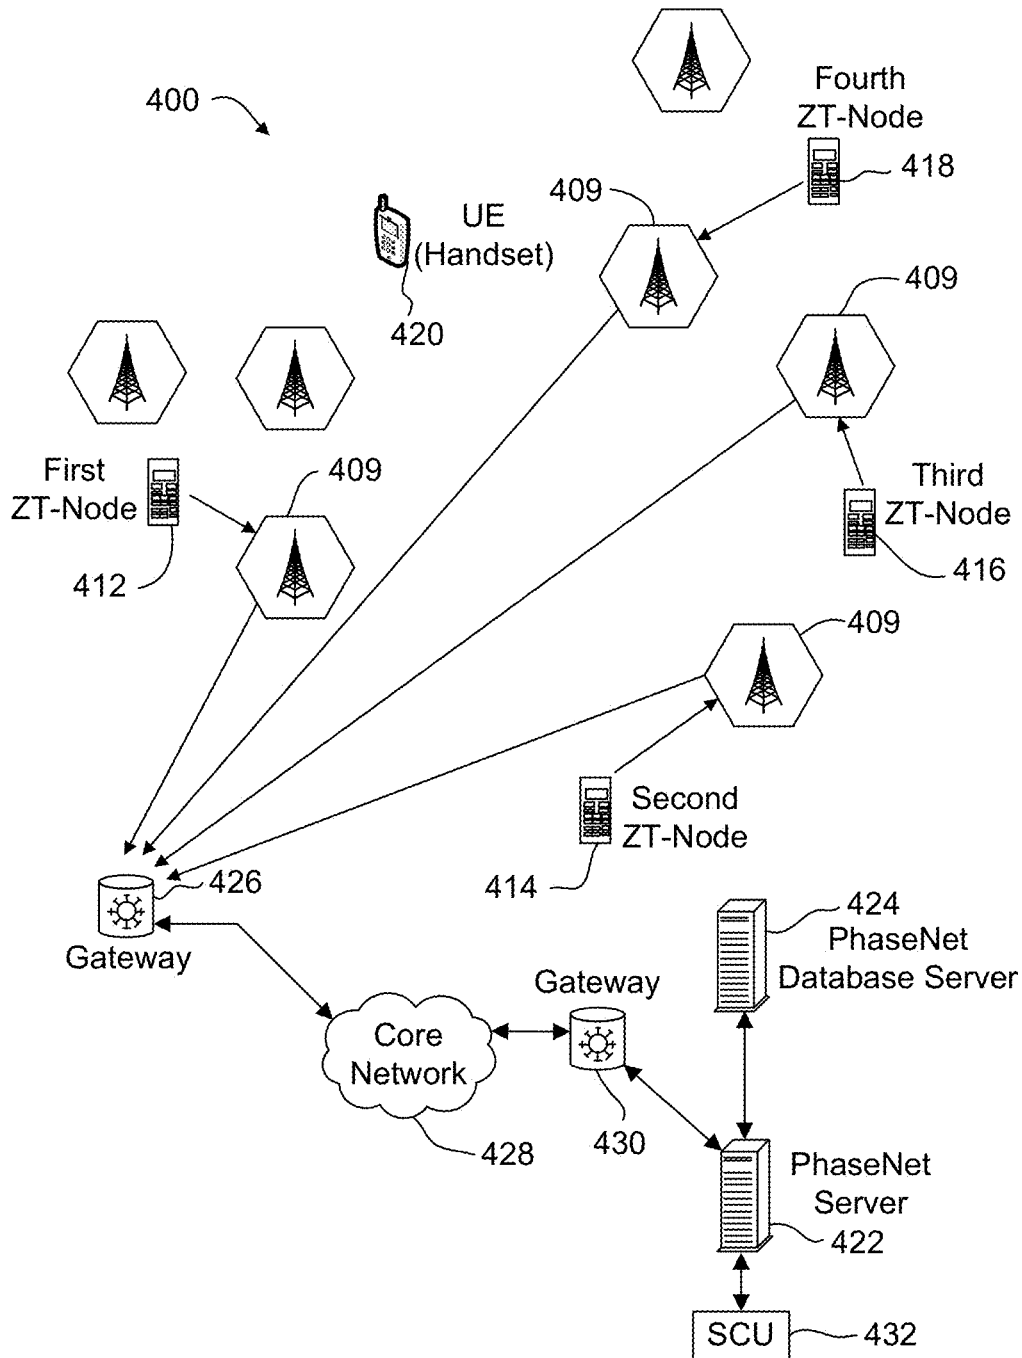 Fourth
ZT-Node
400
418
409
UE
(Handset)
409
420
First
ZT-Node
409
Third
ZT-Node
412
416
409
Second
ZT-Node
426
414
424
Gateway
PhaseNet
Database Server
Gateway
Core
Network
430
428
PhaseNet
Server
422
SCU
432